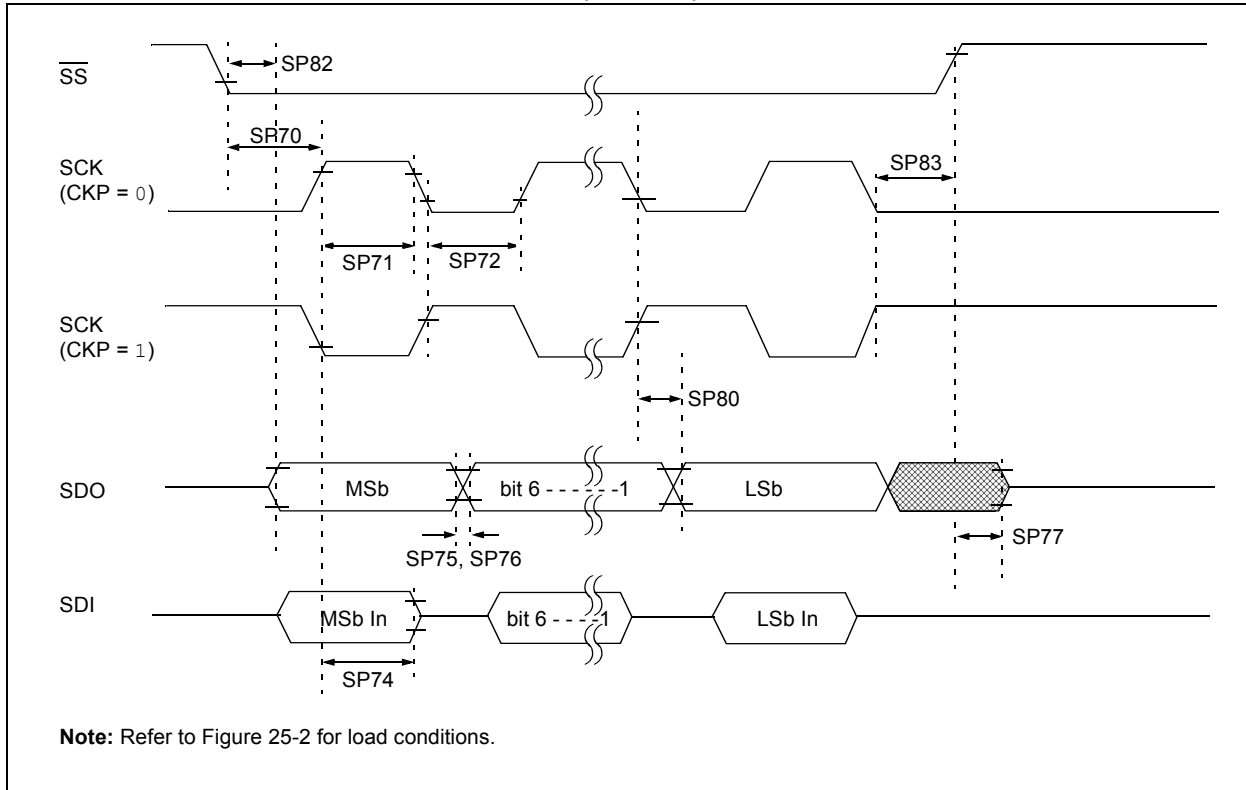 SS
SP82
SP70
SCK
(CKP = 0)
SP83
SP71
SP72
SCK
(CKP = 1)
SP80
SDO
MSb
bit 6 - - - - - -1
LSb
SP75, SP76
SP77
SDI
MSb In
bit 6 - - - -1
LSb In
SP74
Note: Refer to Figure 25-2 for load conditions.